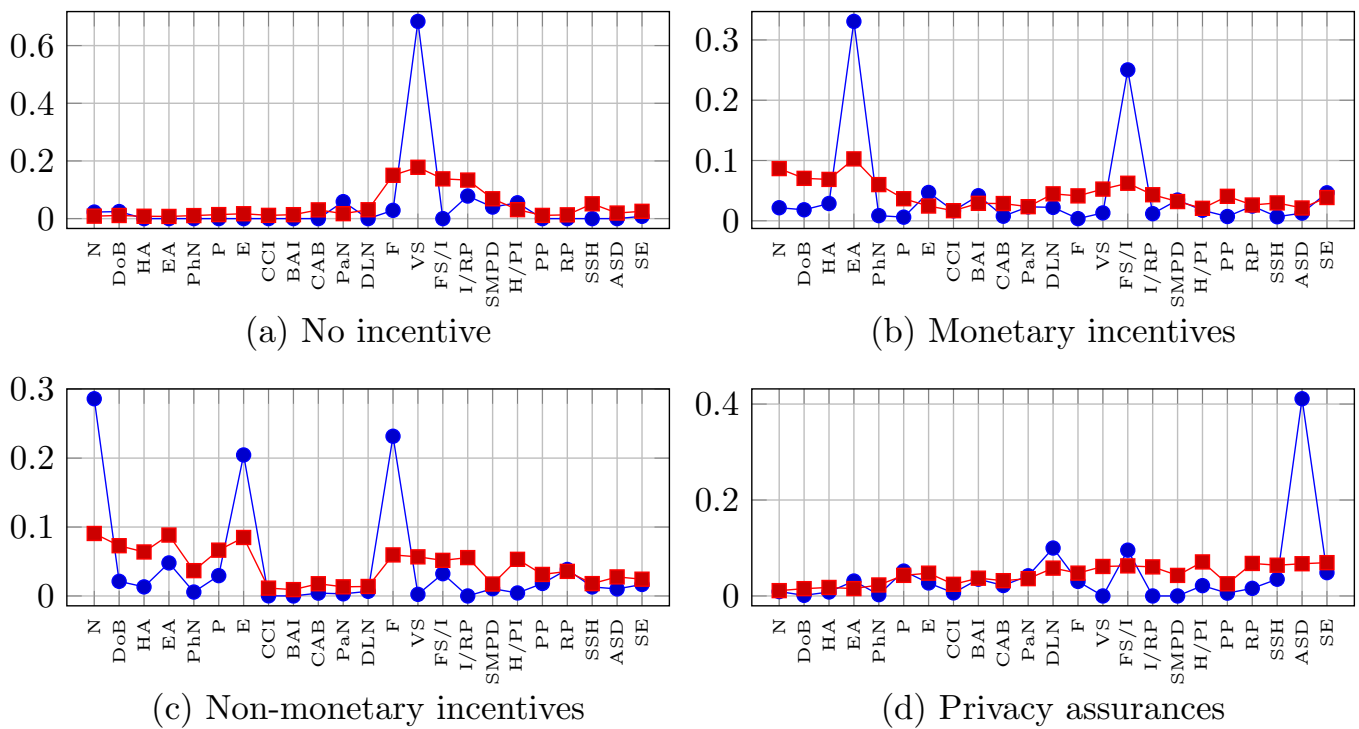 0.6
0.4
0.2
0
N DoB HA EA PhN P E CCI BAI CAB PaN DLN F VS FS/I I/RP SMPD H/PI PP RP SSH ASD SE
(a) No incentive
0.3
0.2
0.1
0
N DoB HA EA PhN P E CCI BAI CAB PaN DLN F VS FS/I I/RP SMPD H/PI PP RP SSH ASD SE
(b) Monetary incentives
0.3
0.2
0.1
0
N DoB HA EA PhN P E CCI BAI CAB PaN DLN F VS FS/I I/RP SMPD H/PI PP RP SSH ASD SE
(c) Non-monetary incentives
0.4
0.2
0
N DoB HA EA PhN P E CCI BAI CAB PaN DLN F VS FS/I I/RP SMPD H/PI PP RP SSH ASD SE
(d) Privacy assurances